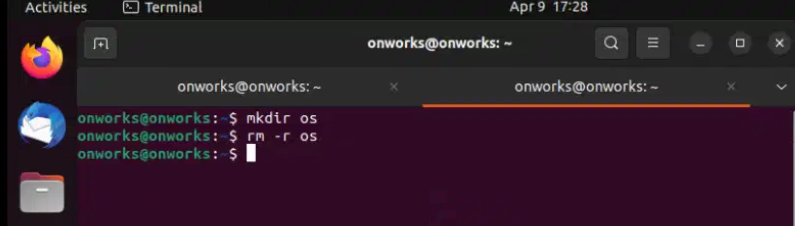 Activities Terminal Apr 9 17:28
onworks@onworks: ~
onworks@onworks: ~ × onworks@onworks: ~ ×
onworks@onworks:~$ mkdir os
onworks@onworks:~$ rm -r os
onworks@onworks:~$